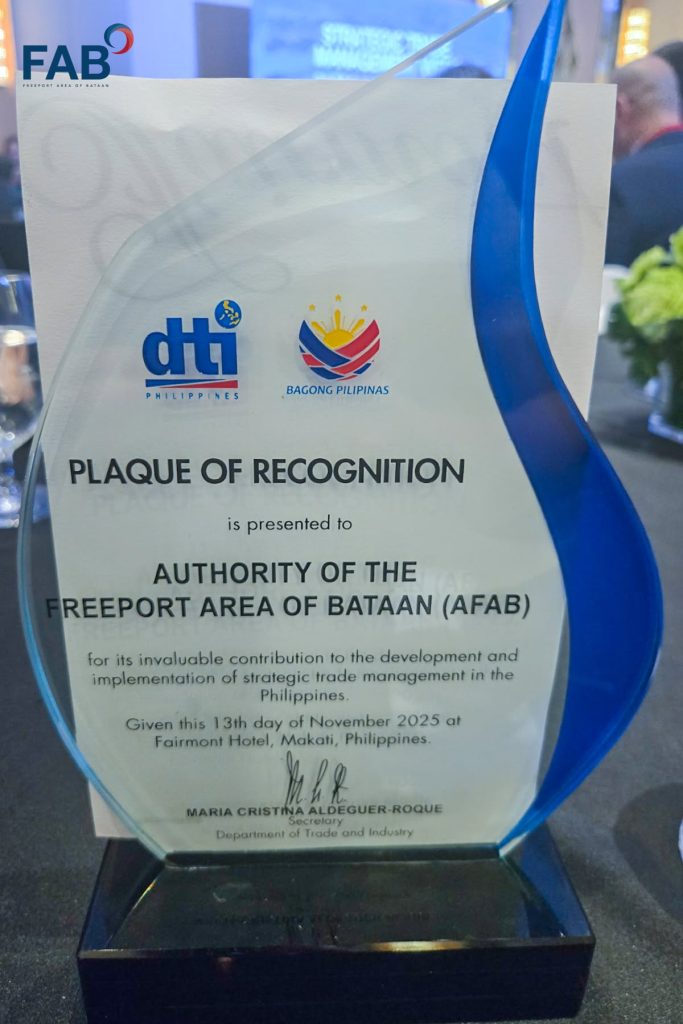 FAB
FREEPORT AREA OF BATAAN
STRATEGIC TRADE
MANAGEMENT
dti
PHILIPPINES
BAGONG PILIPINAS
PLAQUE OF RECOGNITION
is presented to
AUTHORITY OF THE
FREEPORT AREA OF BATAAN (AFAB)
for its invaluable contribution to the development and
implementation of strategic trade management in the
Philippines.
Given this 13th day of November 2025 at
Fairmont Hotel, Makati, Philippines.
MARIA CRISTINA ALDEGUER-ROQUE
Secretary
Department of Trade and Industry